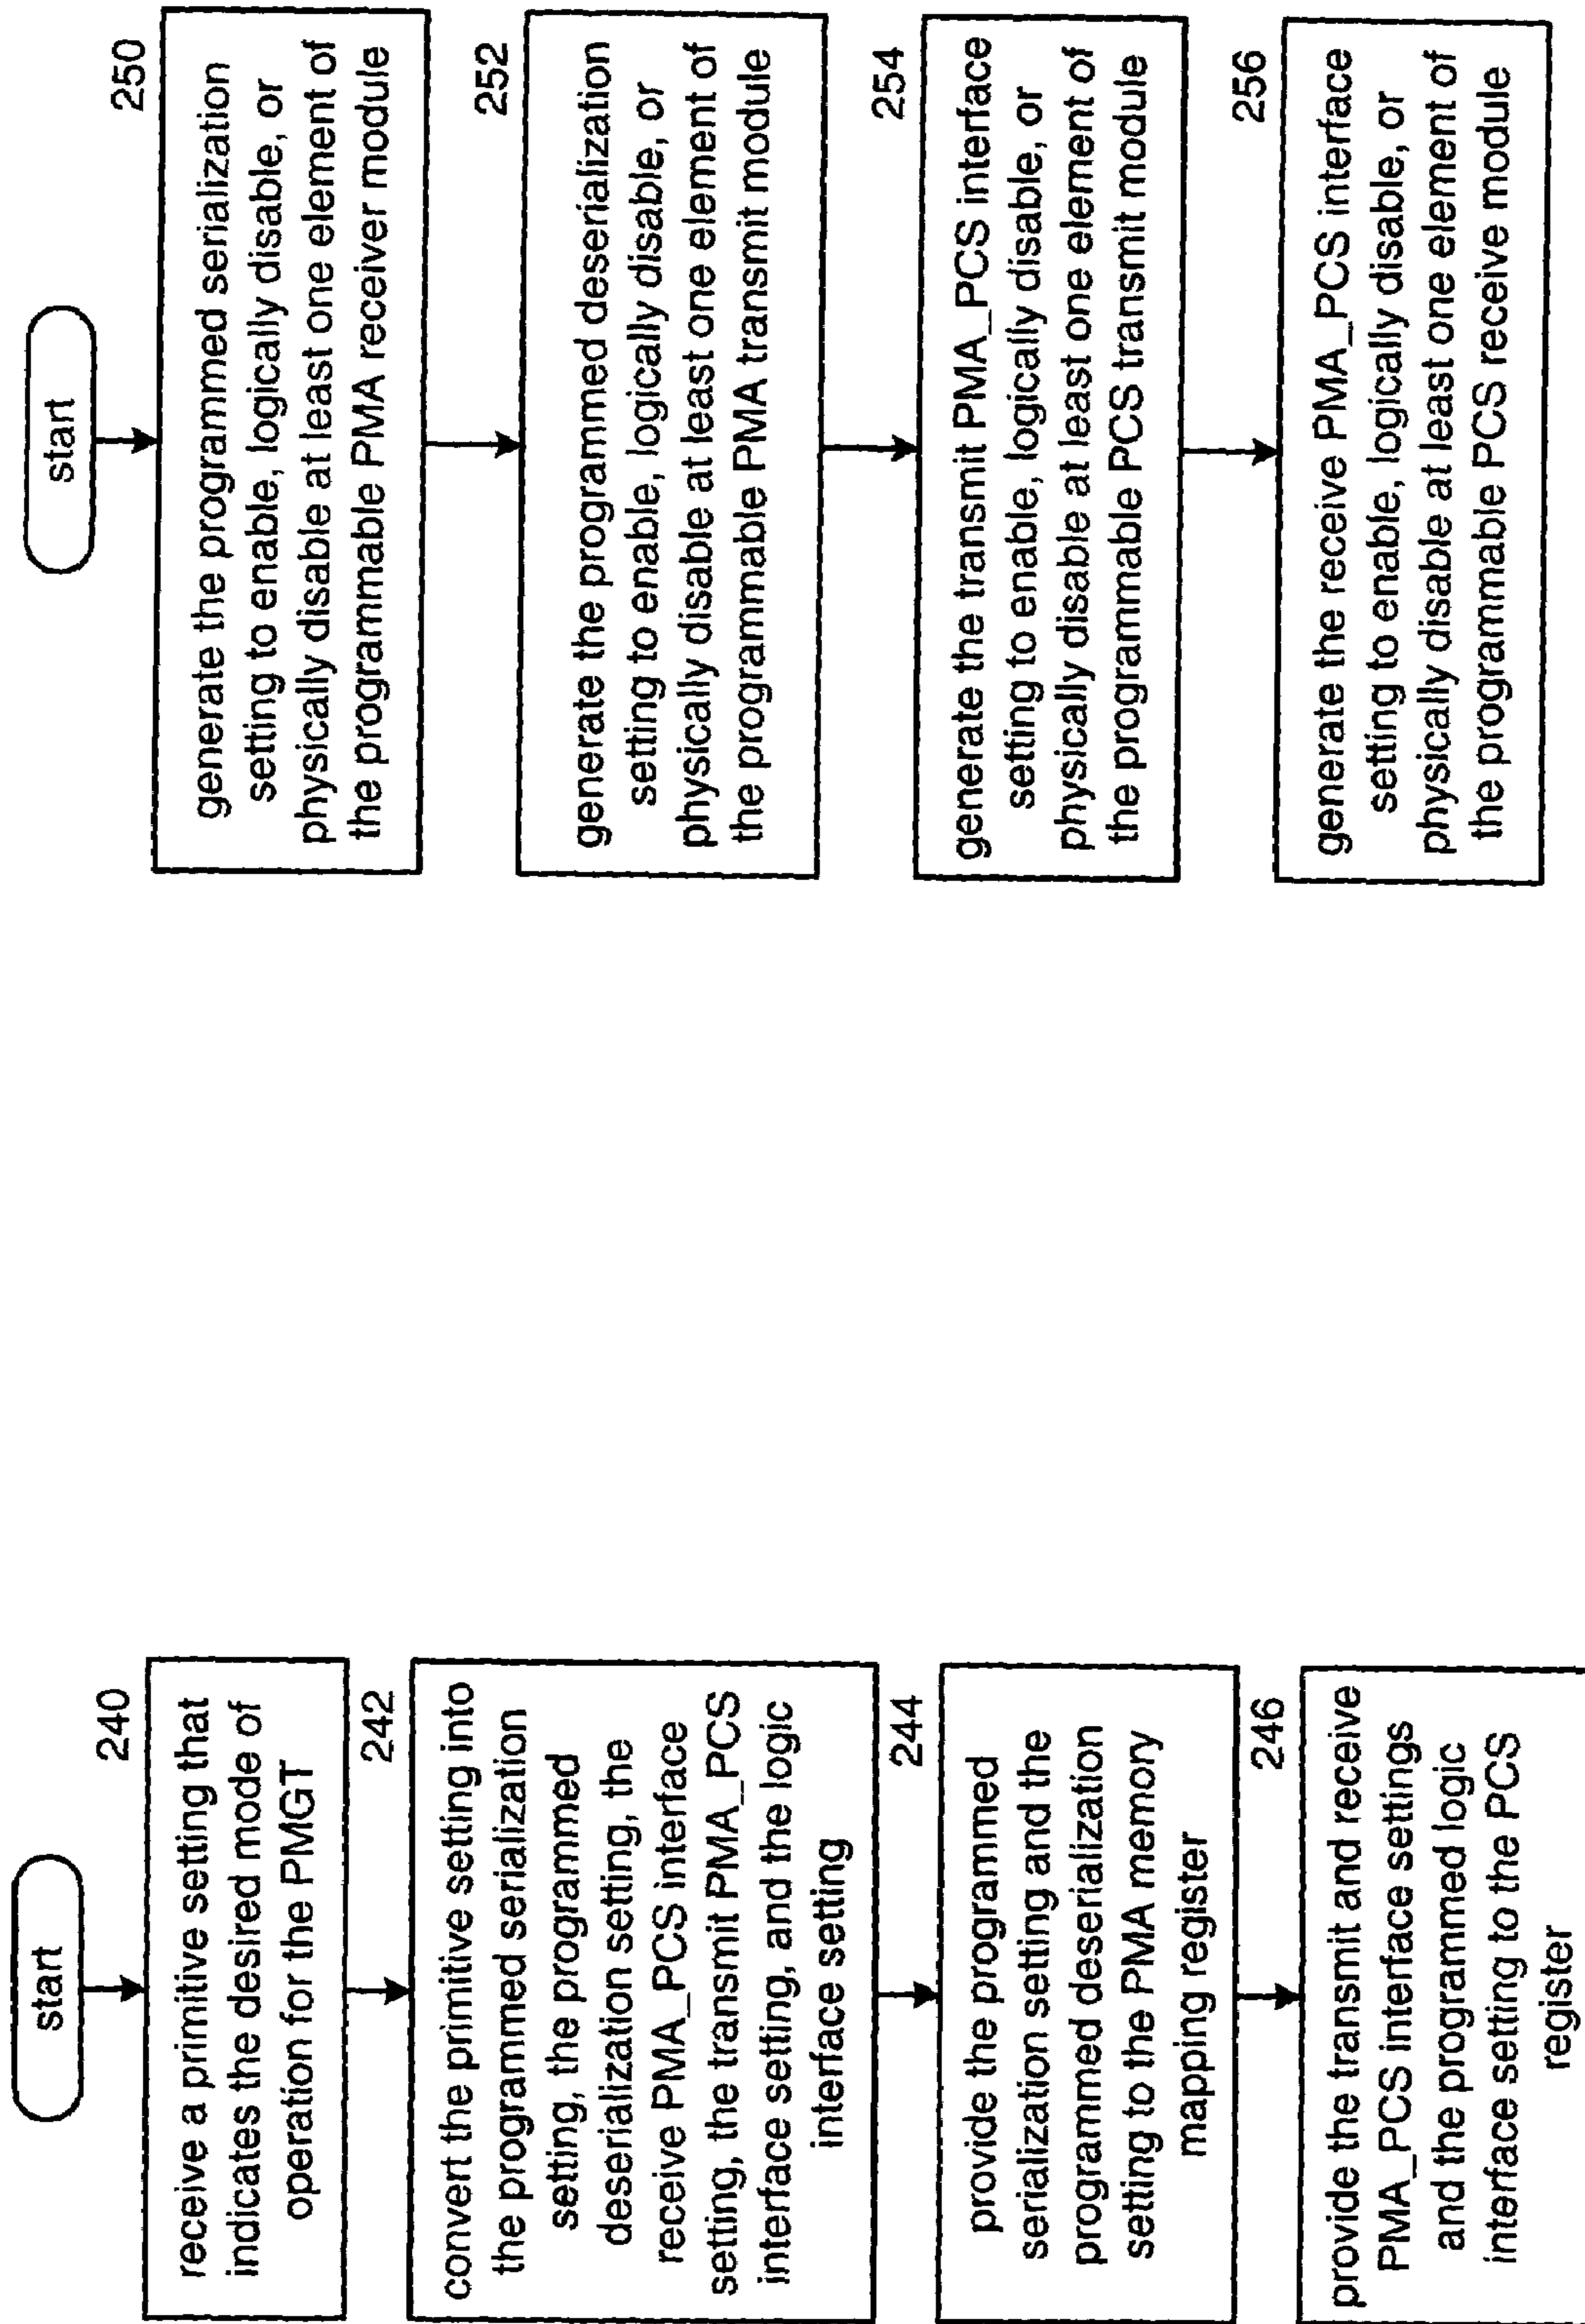 start
240
receive a primitive setting that
indicates the desired mode of
operation for the PMGT
242
convert the primitive setting into
the programmed serialization
setting, the programmed
deserialization setting, the
receive PMA_PCS interface
setting, the transmit PMA_PCS
interface setting, and the logic
interface setting
244
provide the programmed
serialization setting and the
programmed deserialization
setting to the PMA memory
mapping register
246
provide the transmit and receive
PMA_PCS interface settings
and the programmed logic
interface setting to the PCS
register
start
250
generate the programmed serialization
setting to enable, logically disable, or
physically disable at least one element of
the programmable PMA receiver module
252
generate the programmed deserialization
setting to enable, logically disable, or
physically disable at least one element of
the programmable PMA transmit module
254
generate the transmit PMA_PCS interface
setting to enable, logically disable, or
physically disable at least one element of
the programmable PCS transmit module
256
generate the receive PMA_PCS interface
setting to enable, logically disable, or
physically disable at least one element of
the programmable PCS receive module